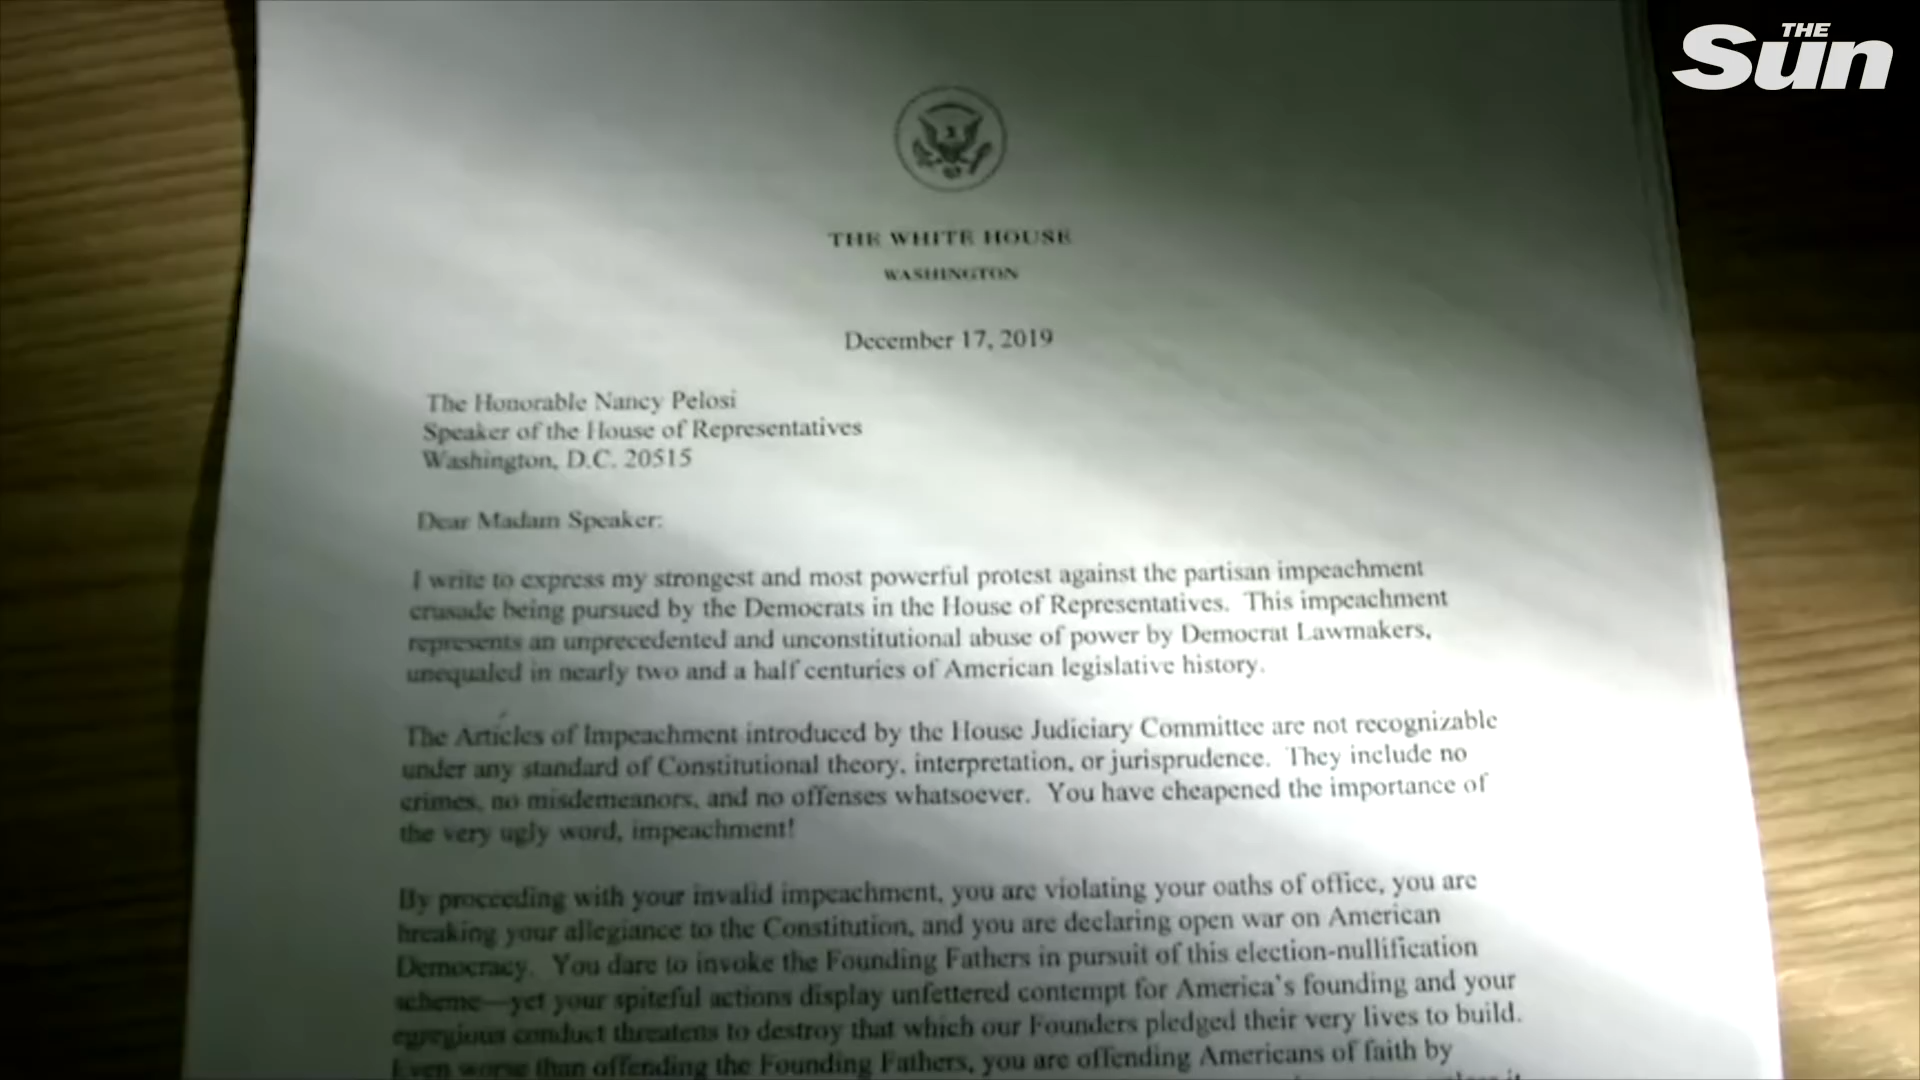 THE
Sun
THE WHITE HOUSE
WASHINGTON
December 17, 2019
The Honorable Nancy Pelosi
Speaker of the House of Representatives
Washington, D.C. 20515
Dear Madam Speaker:
I write to express my strongest and most powerful protest against the partisan impeachment
crusade being pursued by the Democrats in the House of Representatives. This impeachment
represents an unprecedented and unconstitutional abuse of power by Democrat Lawmakers,
unequaled in nearly two and a half centuries of American legislative history.
The Articles of Impeachment introduced by the House Judiciary Committee are not recognizable
under any standard of Constitutional theory, interpretation, or jurisprudence. They include no
crimes, no misdemeanors, and no offenses whatsoever. You have cheapened the importance of
the very ugly word, impeachment!
By proceeding with your invalid impeachment, you are violating your oaths of office, you are
breaking your allegiance to the Constitution, and you are declaring open war on American
Democracy. You dare to invoke the Founding Fathers in pursuit of this election-nullification
scheme—yet your spiteful actions display unfettered contempt for America's founding and your
egregious conduct threatens to destroy that which our Founders pledged their very lives to build.
Even worse than offending the Founding Fathers, you are offending Americans of faith by